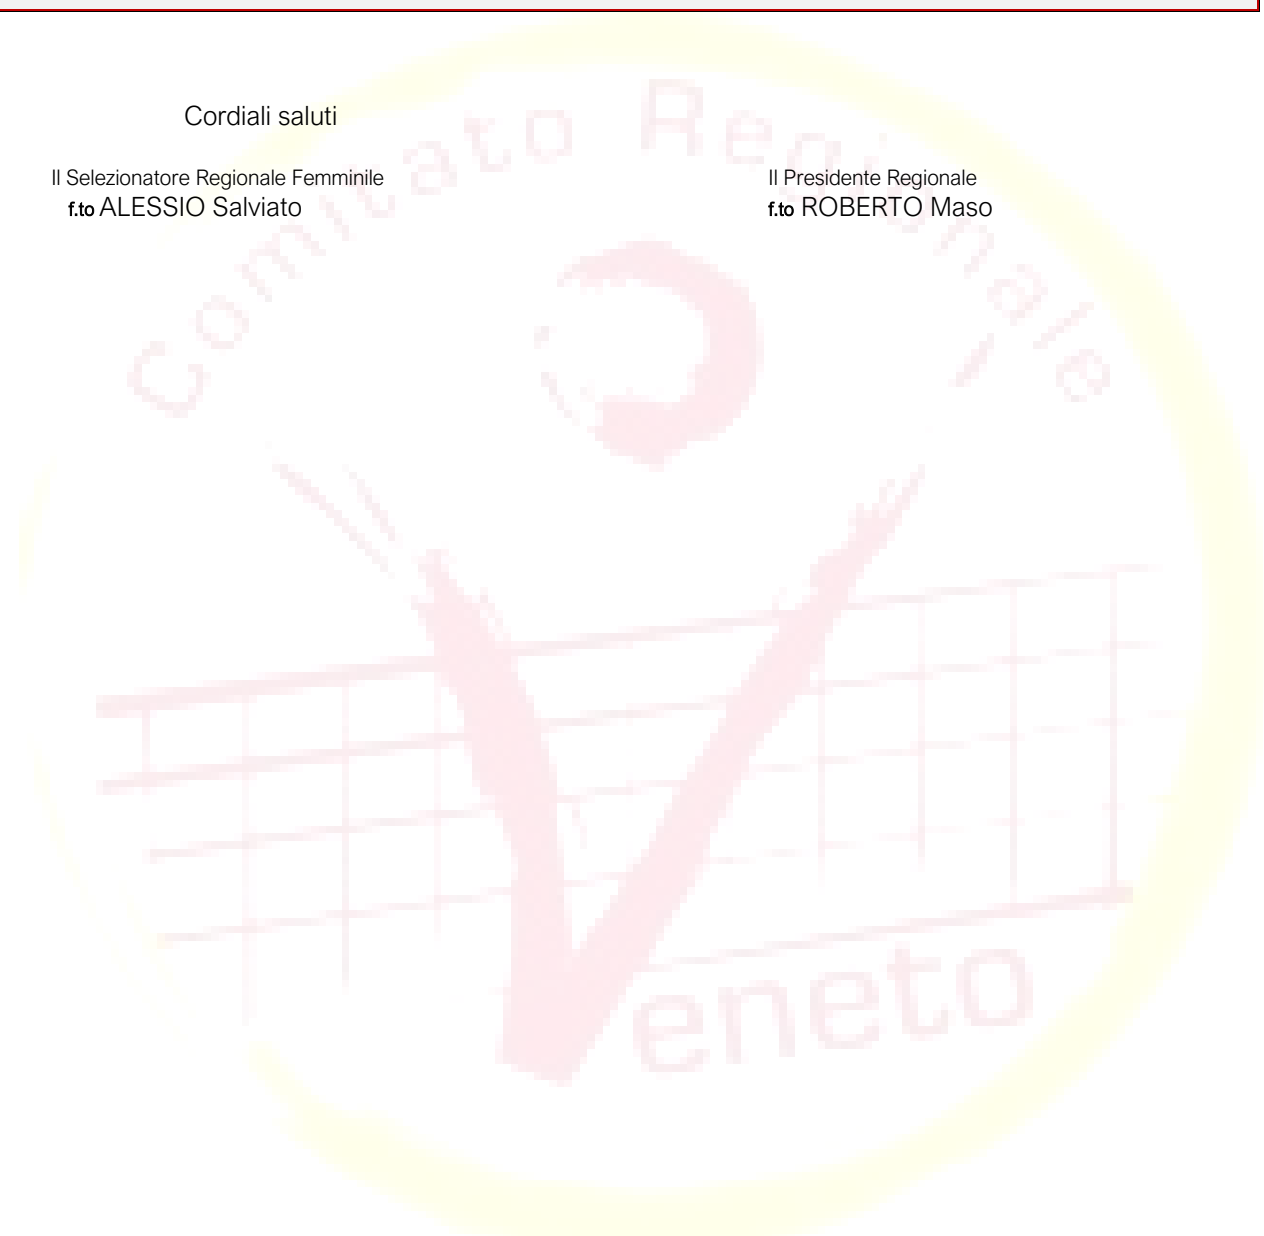 Cordiali saluti
Il Selezionatore Regionale Femminile
f.to ALESSIO Salviato
Il Presidente Regionale
f.to ROBERTO Maso
Comitato Regionale
Veneto